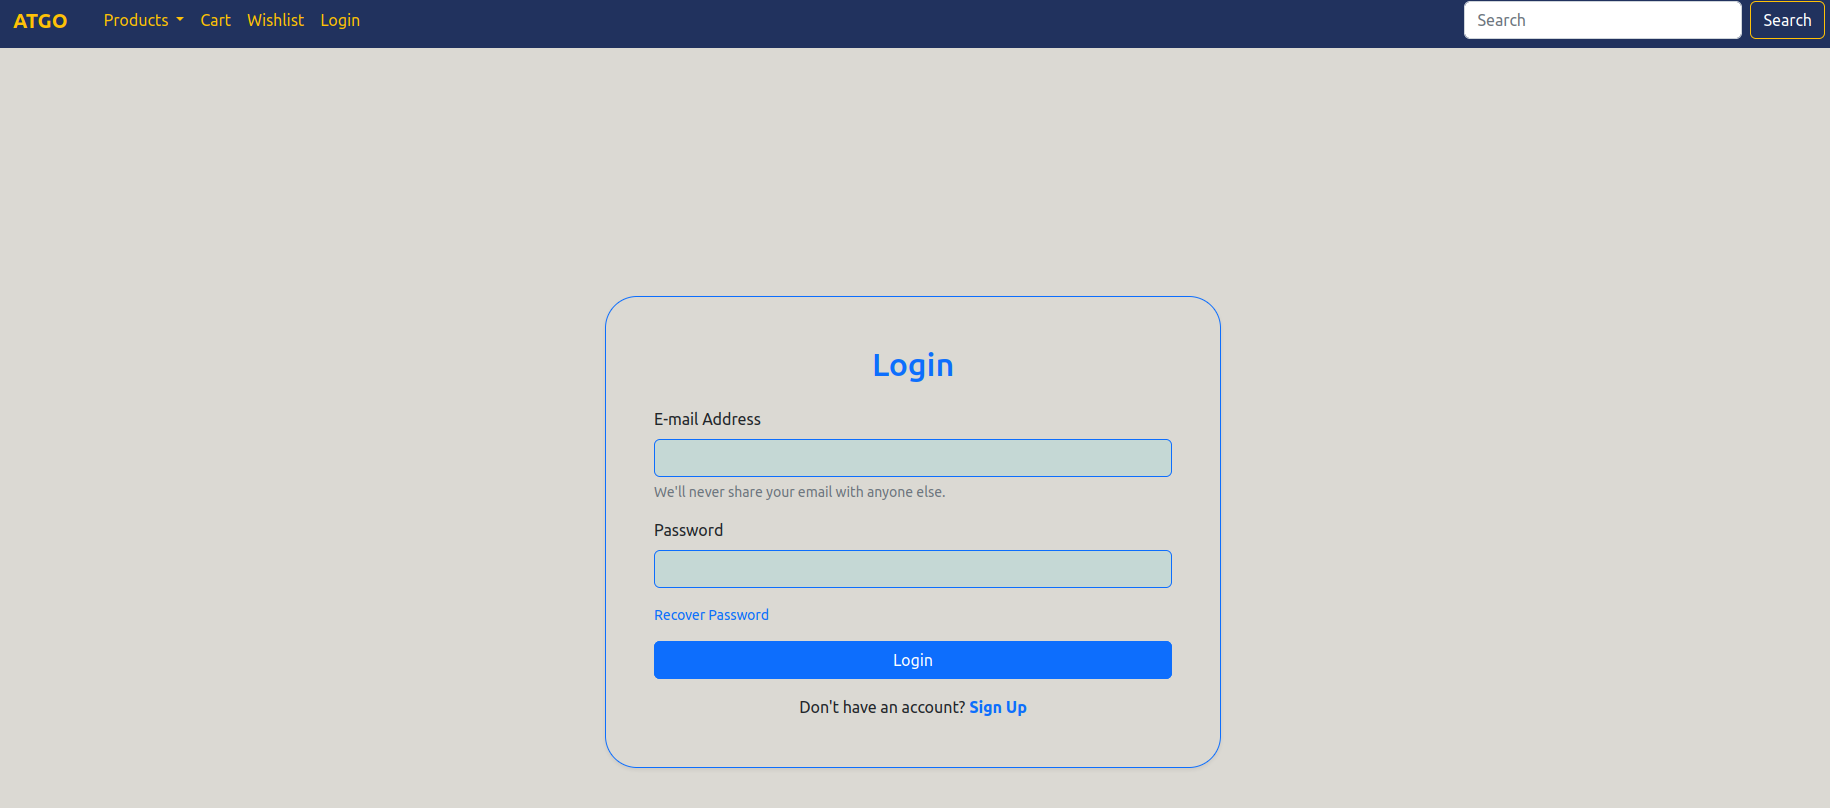 ATGO Products Cart Wishlist Login Search Search
Login
E-mail Address
We'll never share your email with anyone else.
Password
Recover Password
Login
Don't have an account? Sign Up